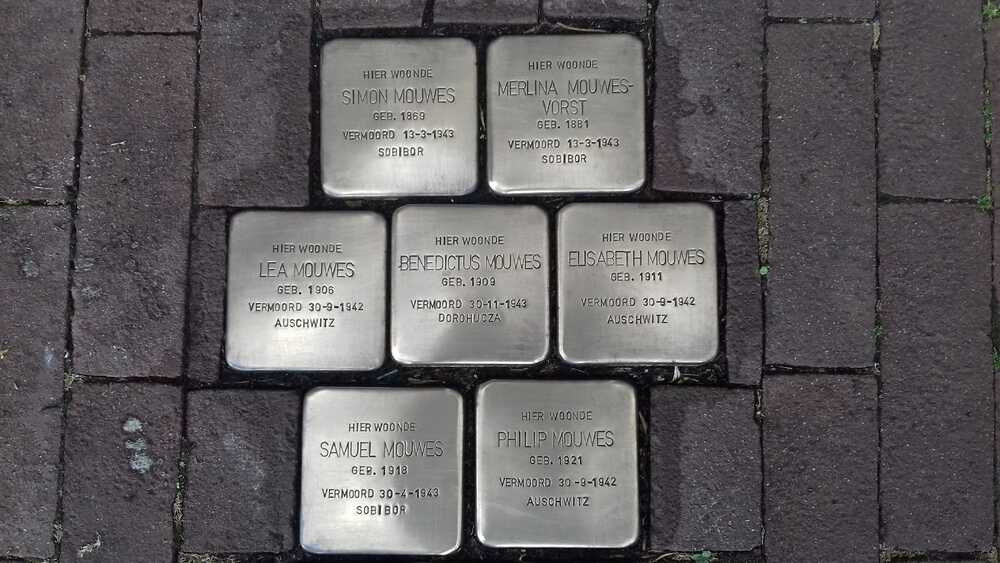 HIER WOONDE
SIMON MOUWES
GEB. 1869
VERMOORD 13-3-1943
SOBIBOR
HIER WOONDE
MERLINA MOUWES-
VORST
GEB. 1881
VERMOORD 13-3-1943
SOBIBOR
HIER WOONDE
LEA MOUWES
GEB. 1906
VERMOORD 30-9-1942
AUSCHWITZ
HIER WOONDE
BENEDICTUS MOUWES
GEB. 1909
VERMOORD 30-11-1943
DOROHUCZA
HIER WOONDE
ELISABETH MOUWES
GEB. 1911
VERMOORD 30-9-1942
AUSCHWITZ
HIER WOONDE
SAMUEL MOUWES
GEB. 1918
VERMOORD 30-4-1943
SOBIBOR
HIER WOONDE
PHILIP MOUWES
GEB. 1921
VERMOORD 30-9-1942
AUSCHWITZ